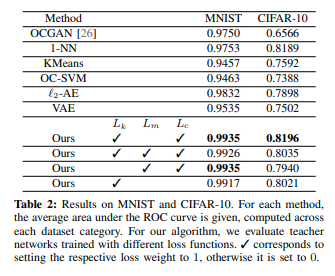 Method MNIST CIFAR-10
OCGAN [26] 0.9750 0.6566
1-NN 0.9753 0.8189
KMeans 0.9457 0.7592
OC-SVM 0.9463 0.7388
ℓ2-AE 0.9832 0.7898
VAE 0.9535 0.7502
Lk Lm Lc
Ours ✓ ✓ 0.9935 0.8196
Ours ✓ ✓ ✓ 0.9926 0.8035
Ours ✓ ✓ 0.9935 0.7940
Ours ✓ 0.9917 0.8021
Table 2: Results on MNIST and CIFAR-10. For each method,
the average area under the ROC curve is given, computed across
each dataset category. For our algorithm, we evaluate teacher
networks trained with different loss functions. ✓ corresponds to
setting the respective loss weight to 1, otherwise it is set to 0.